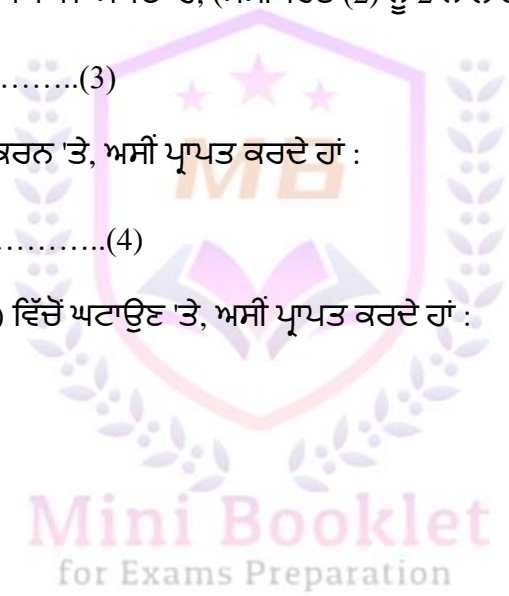 ……..(3)
ਕਰਨ 'ਤੇ, ਅਸੀਂ ਪ੍ਰਾਪਤ ਕਰਦੇ ਹਾਂ :
………..(4)
) ਵਿੱਚੋਂ ਘਟਾਉਣ 'ਤੇ, ਅਸੀਂ ਪ੍ਰਾਪਤ ਕਰਦੇ ਹਾਂ :
MB
Mini Booklet
for Exams Preparation